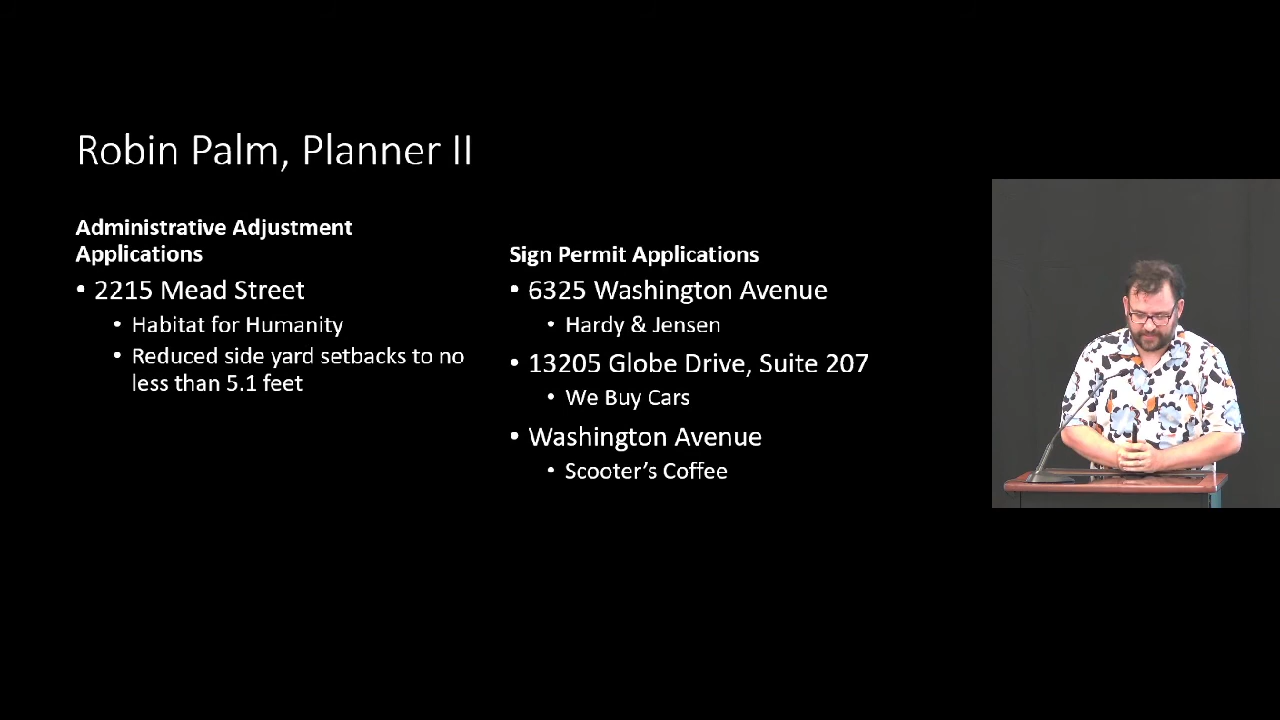 Robin Palm, Planner II
Administrative Adjustment
Applications
• 2215 Mead Street
• Habitat for Humanity
• Reduced side yard setbacks to no
less than 5.1 feet
Sign Permit Applications
• 6325 Washington Avenue
• Hardy & Jensen
• 13205 Globe Drive, Suite 207
• We Buy Cars
• Washington Avenue
• Scooter’s Coffee